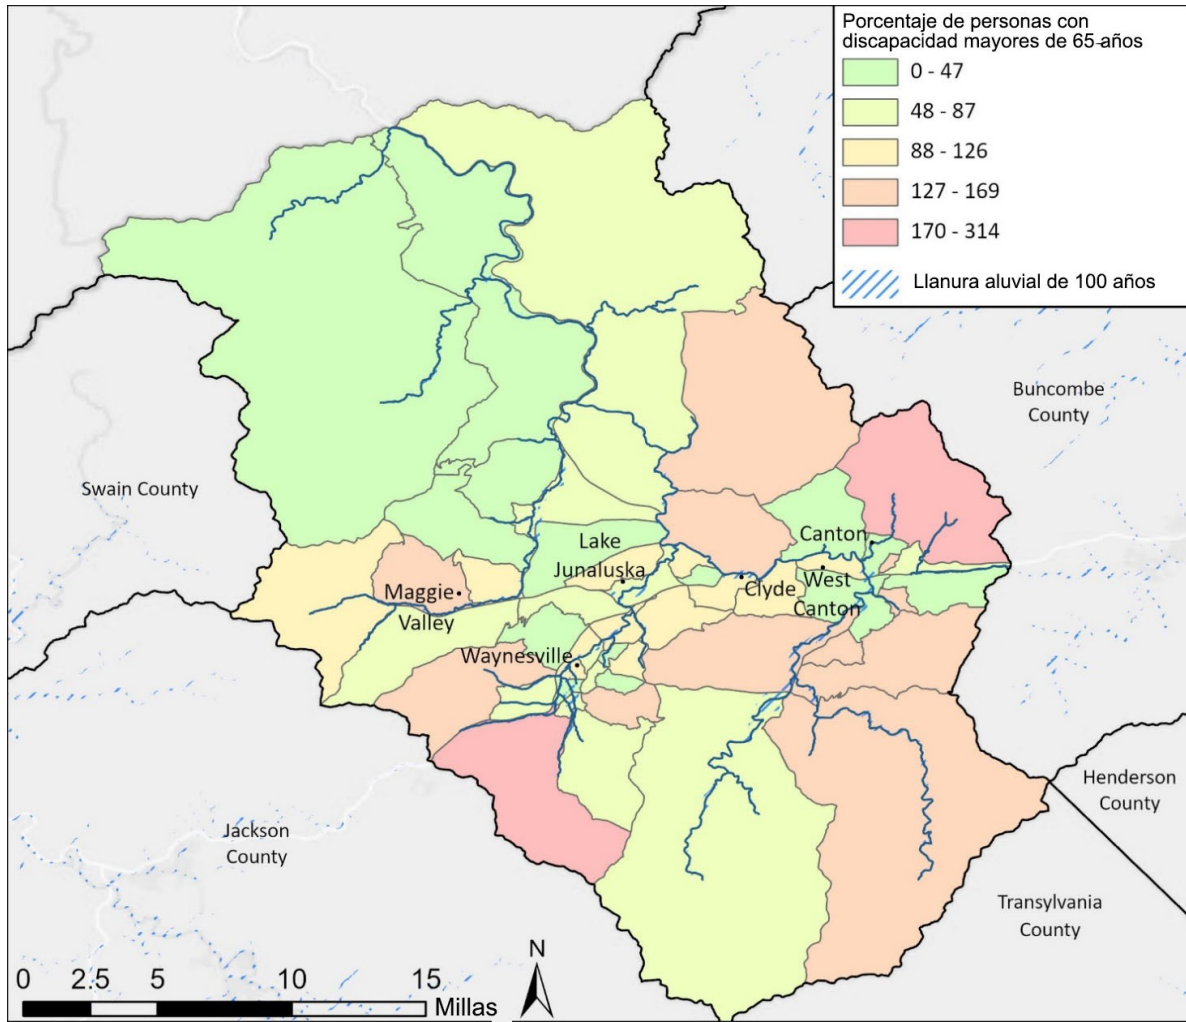 Porcentaje de personas con
discapacidad mayores de 65 años
0 - 47
48 - 87
88 - 126
127 - 169
170 - 314
Llanura aluvial de 100 años
Buncombe
County
Swain County
Canton
Lake
Junaluska
Clyde
West
Canton
Maggie
Valley
Waynesville
Henderson
County
Jackson
County
Transylvania
County
N
0 2.5 5 10 15
Millas